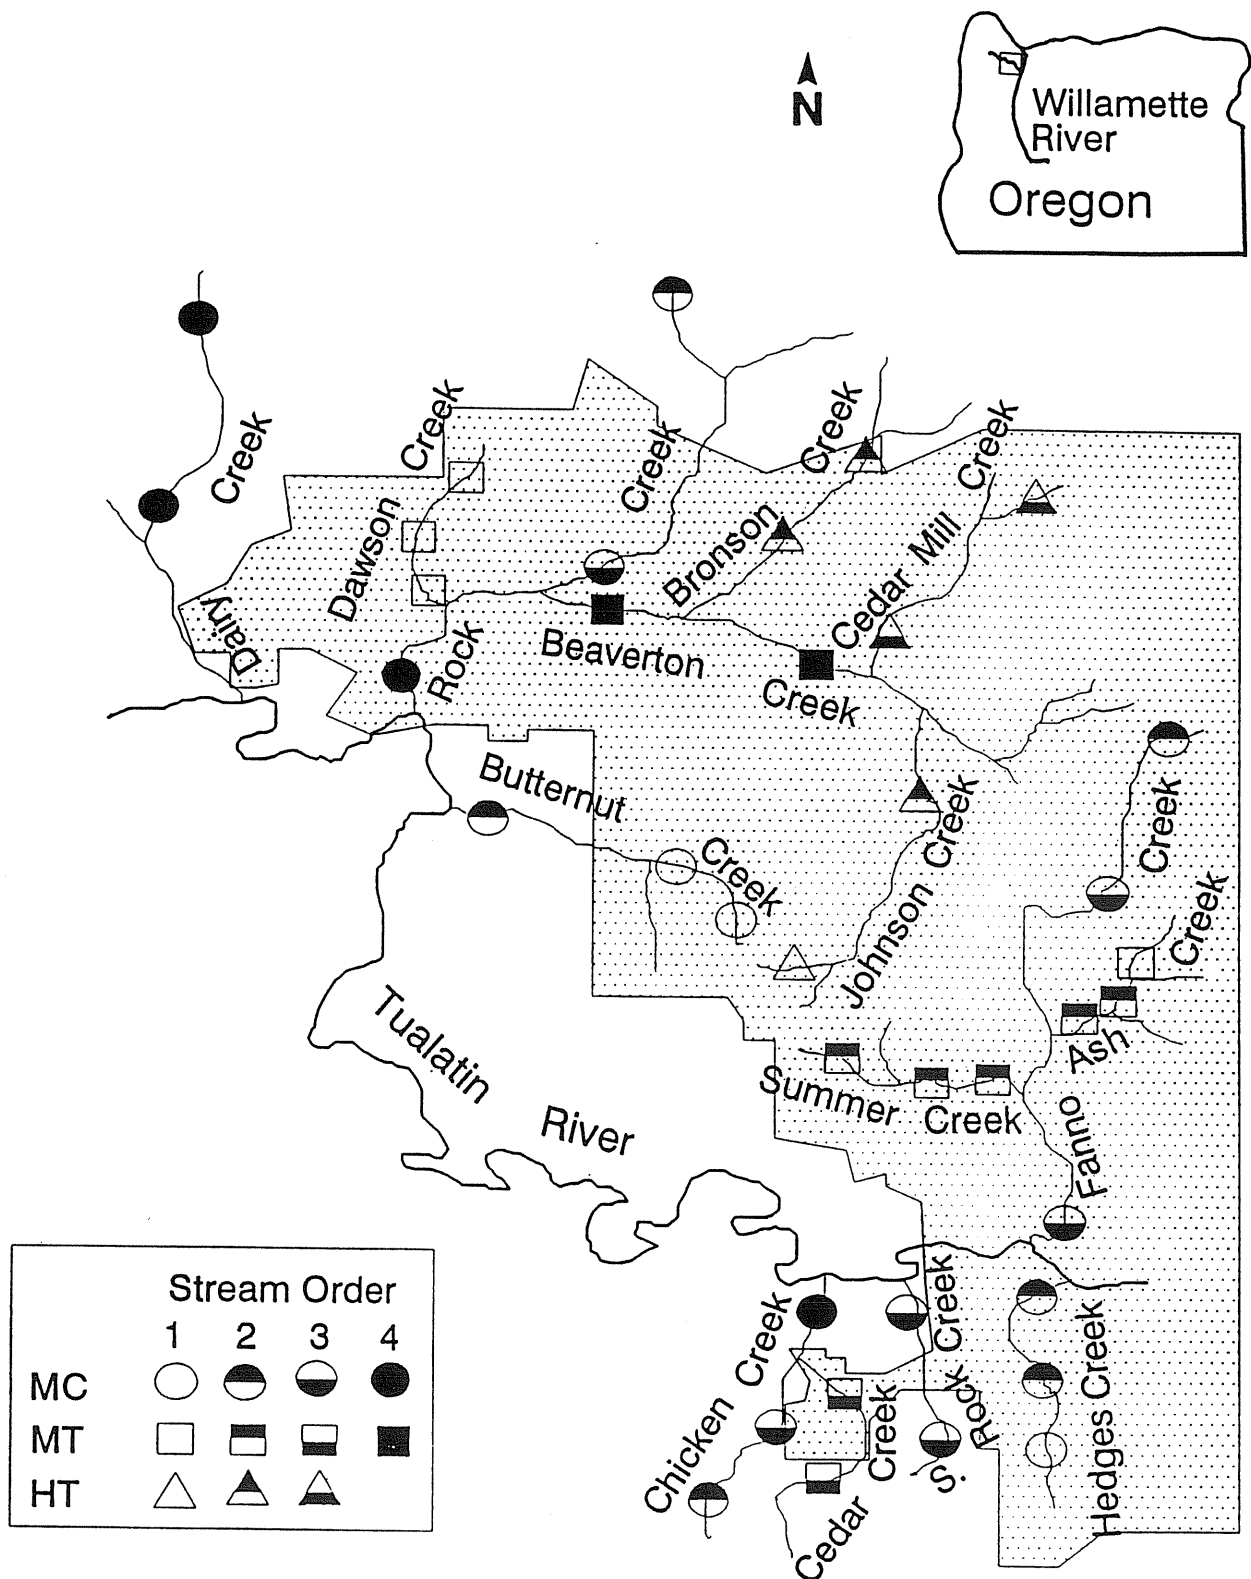 N
Willamette
River
Oregon
Creek
Dairy
Creek
Dawson
Creek
Rock
Creek
Bronson
Creek
Cedar Mill
Beaverton
Creek
Butternut
Creek
Johnson Creek
Creek
Fanno
Creek
Ash
Summer
Creek
Tualatin
River
Chicken Creek
Cedar
Creek
S. Rock Creek
Hedges Creek
Stream Order
1 2 3 4
MC
MT
HT